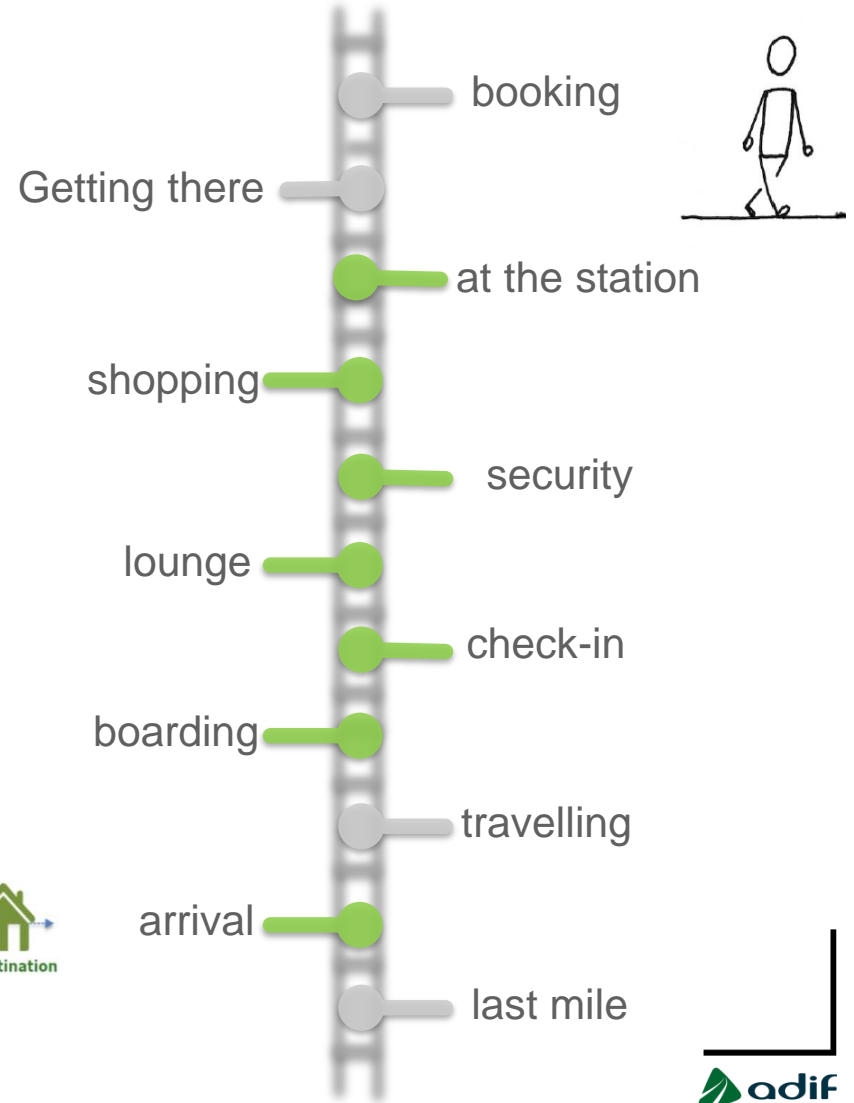 booking
Getting there
at the station
shopping
security
lounge
check-in
boarding
travelling
arrival
last mile
adif